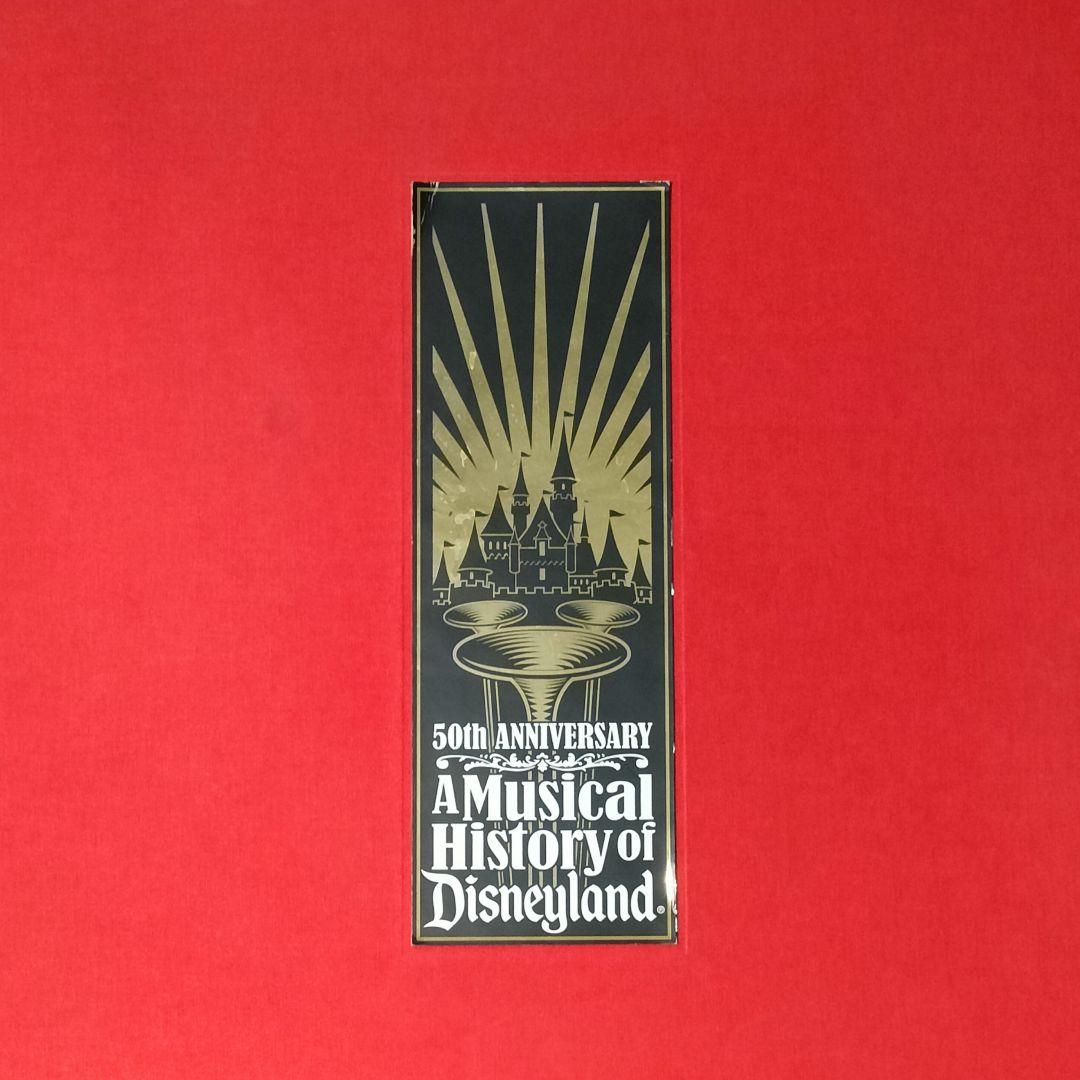 50th ANNIVERSARY
A Musical
History of
Disneyland®